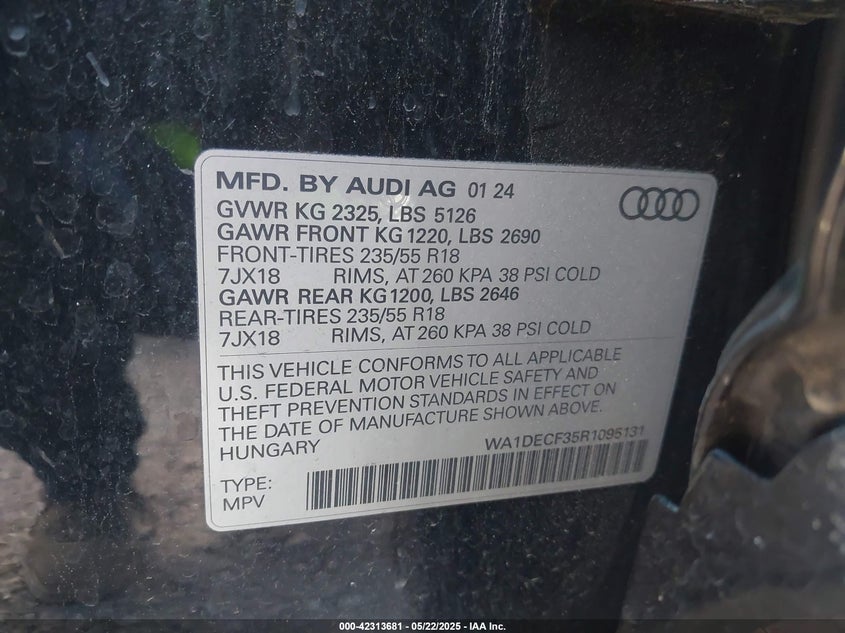 MFD. BY AUDI AG 01 24
GVWR KG 2325, LBS 5126
GAWR FRONT KG 1220, LBS 2690
FRONT-TIRES 235/55 R18
7JX18 RIMS, AT 260 KPA 38 PSI COLD
GAWR REAR KG 1200, LBS 2646
REAR-TIRES 235/55 R18
7JX18 RIMS, AT 260 KPA 38 PSI COLD
THIS VEHICLE CONFORMS TO ALL APPLICABLE
U.S. FEDERAL MOTOR VEHICLE SAFETY AND
THEFT PREVENTION STANDARDS IN EFFECT ON
THE DATE OF MANUFACTURE SHOWN ABOVE.
HUNGARY WA1DECF35R1095131
TYPE:
MPV
000-42313681 - 05/22/2025 - IAA Inc.